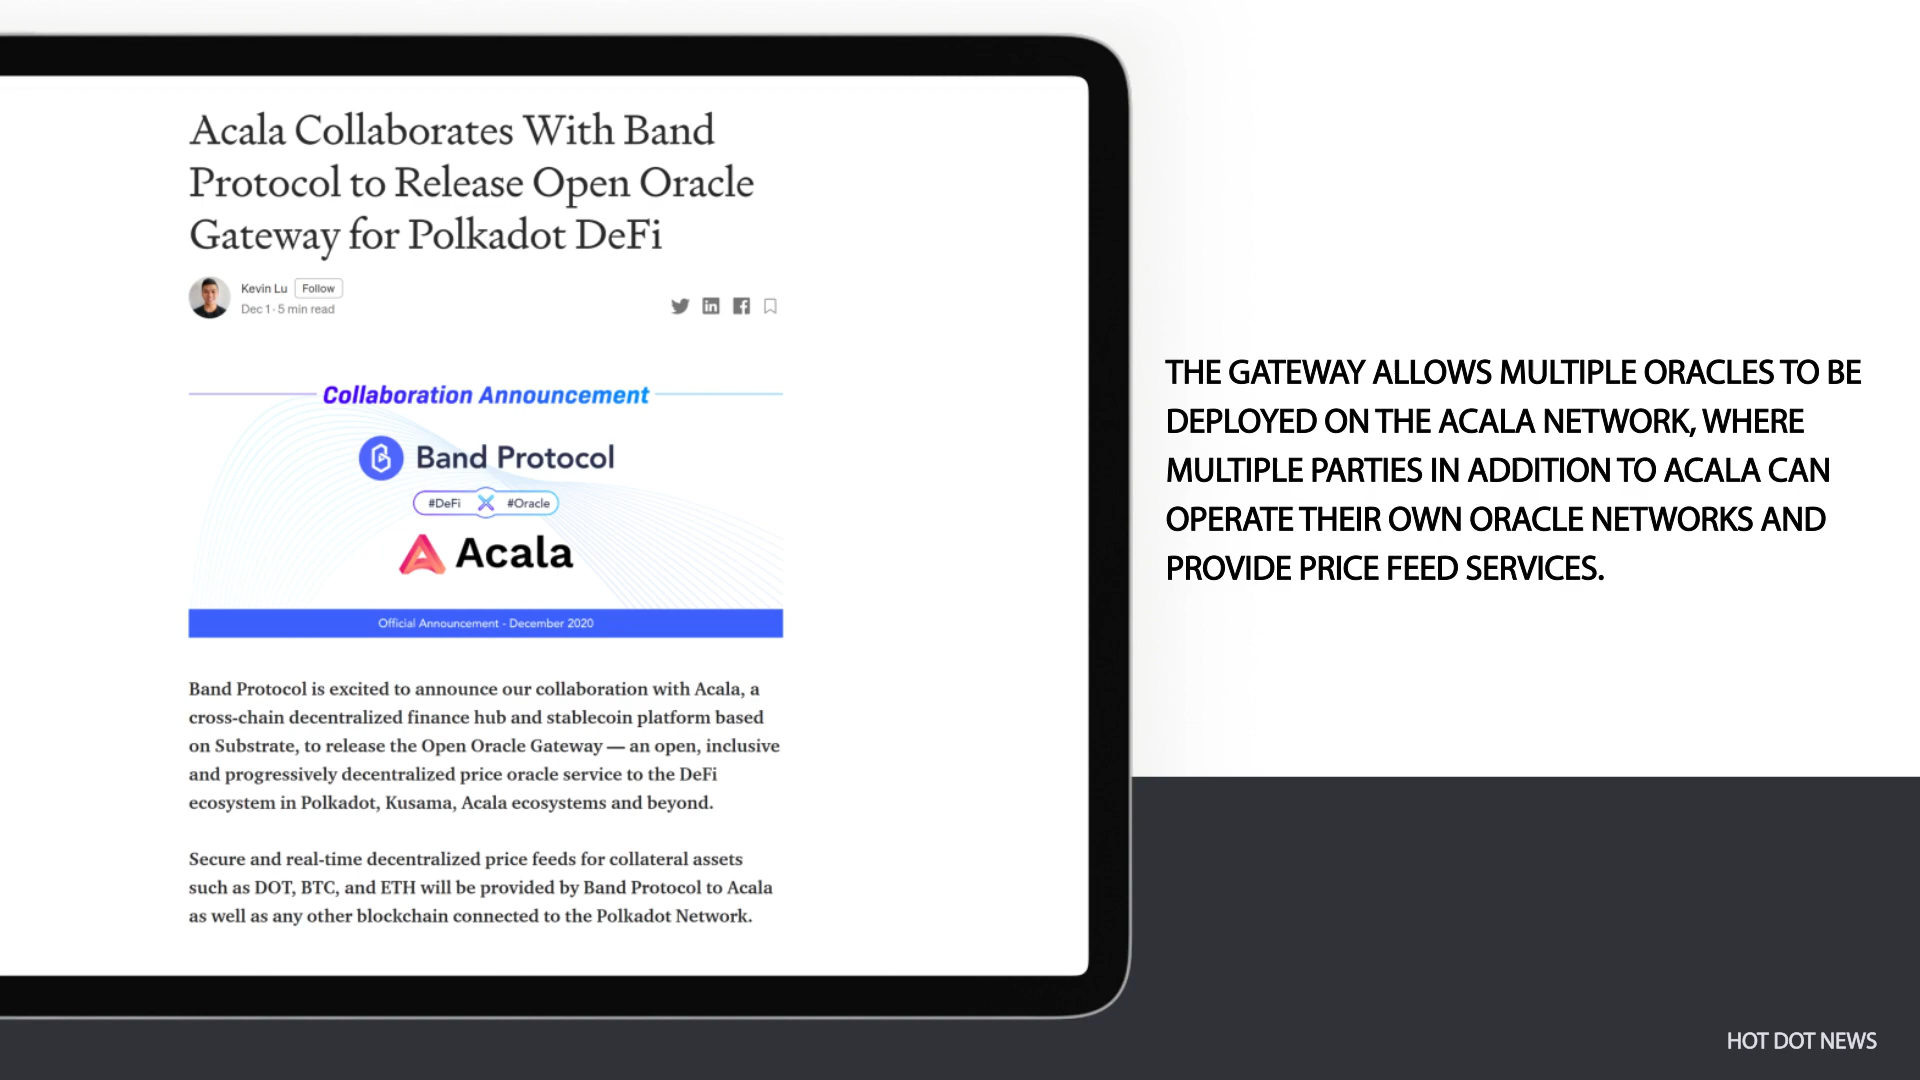 Acala Collaborates With Band
Protocol to Release Open Oracle
Gateway for Polkadot DeFi
Kevin Lu Follow
Dec 1 · 5 min read
Collaboration Announcement
Band Protocol
#DeFi #Oracle
Acala
Official Announcement - December 2020
Band Protocol is excited to announce our collaboration with Acala, a
cross-chain decentralized finance hub and stablecoin platform based
on Substrate, to release the Open Oracle Gateway — an open, inclusive
and progressively decentralized price oracle service to the DeFi
ecosystem in Polkadot, Kusama, Acala ecosystems and beyond.
Secure and real-time decentralized price feeds for collateral assets
such as DOT, BTC, and ETH will be provided by Band Protocol to Acala
as well as any other blockchain connected to the Polkadot Network.
THE GATEWAY ALLOWS MULTIPLE ORACLES TO BE
DEPLOYED ON THE ACALA NETWORK, WHERE
MULTIPLE PARTIES IN ADDITION TO ACALA CAN
OPERATE THEIR OWN ORACLE NETWORKS AND
PROVIDE PRICE FEED SERVICES.
HOT DOT NEWS